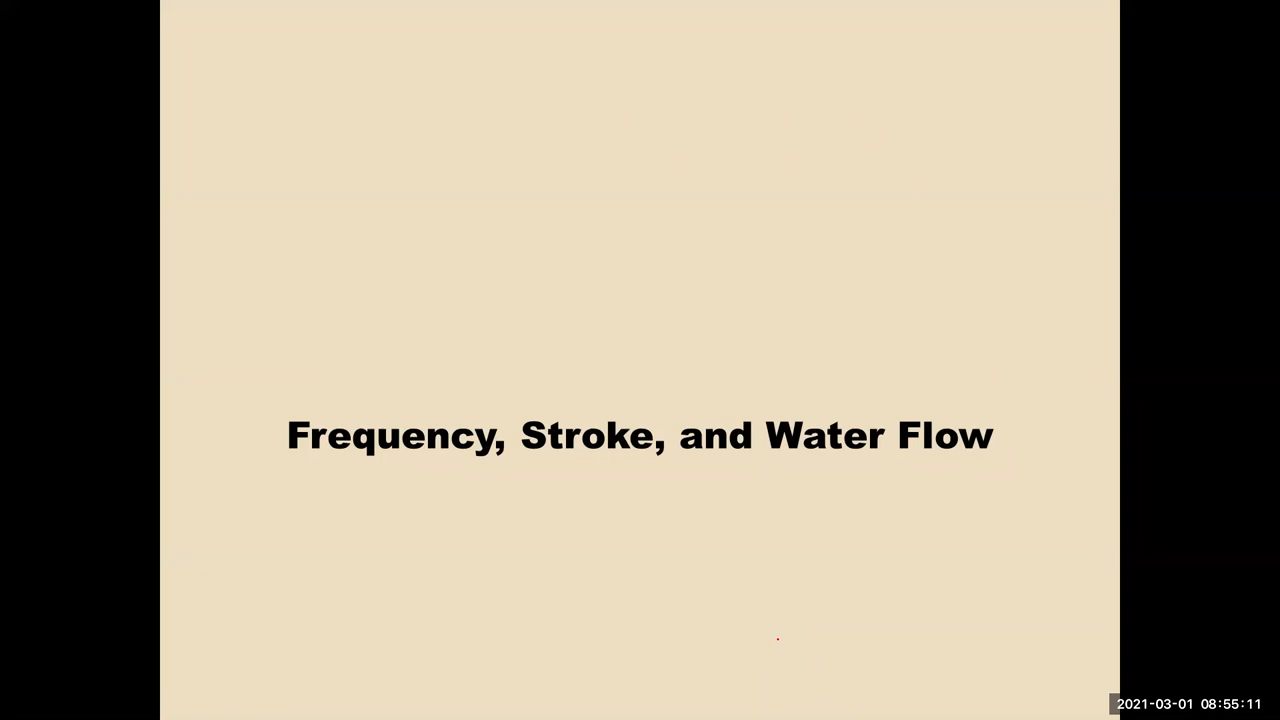 Frequency, Stroke, and Water Flow
2021-03-01 08:55:11